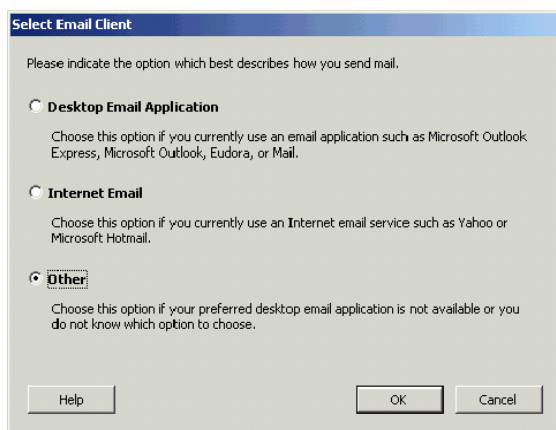 Select Email Client
Please indicate the option which best describes how you send mail.
Desktop Email Application
Choose this option if you currently use an email application such as Microsoft Outlook
Express, Microsoft Outlook, Eudora, or Mail.
Internet Email
Choose this option if you currently use an Internet email service such as Yahoo or
Microsoft Hotmail.
Other
Choose this option if your preferred desktop email application is not available or you
do not know which option to choose.
Help OK Cancel